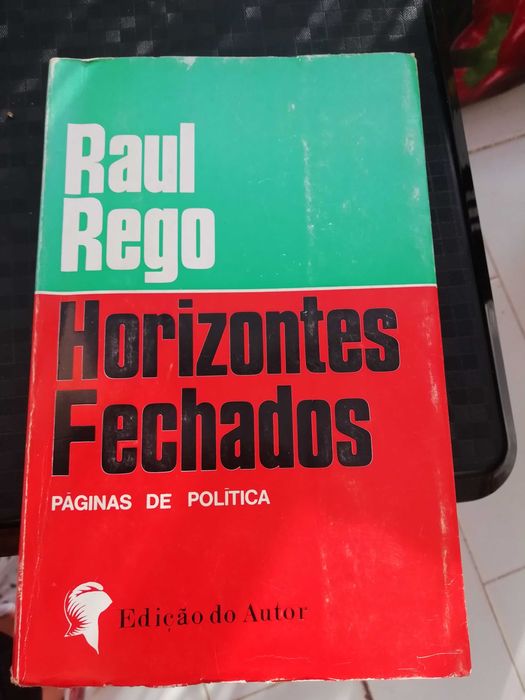 Raul
Rego
Horizontes
Fechados
PÁGINAS DE POLÍTICA
Edição do Autor